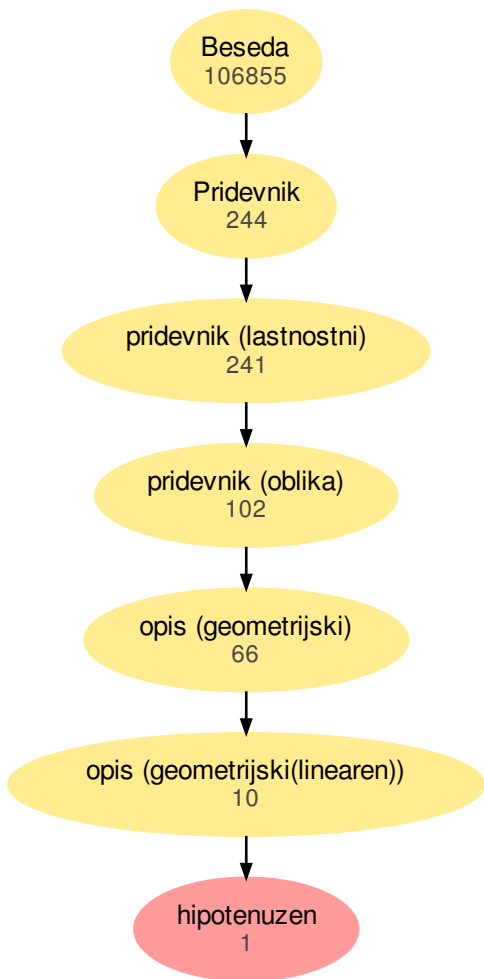 Beseda
106855
Pridevnik
244
pridevnik (lastnostni)
241
pridevnik (oblika)
102
opis (geometrijski)
66
opis (geometrijski(linearen))
10
hipotenuzen
1